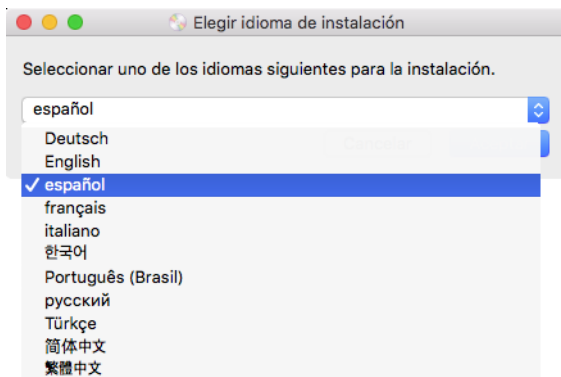 Elegir idioma de instalación
Seleccionar uno de los idiomas siguientes para la instalación.
español
Deutsch
English
✓ español
français
italiano
한국어
Português (Brasil)
русский
Türkçe
简体中文
繁體中文